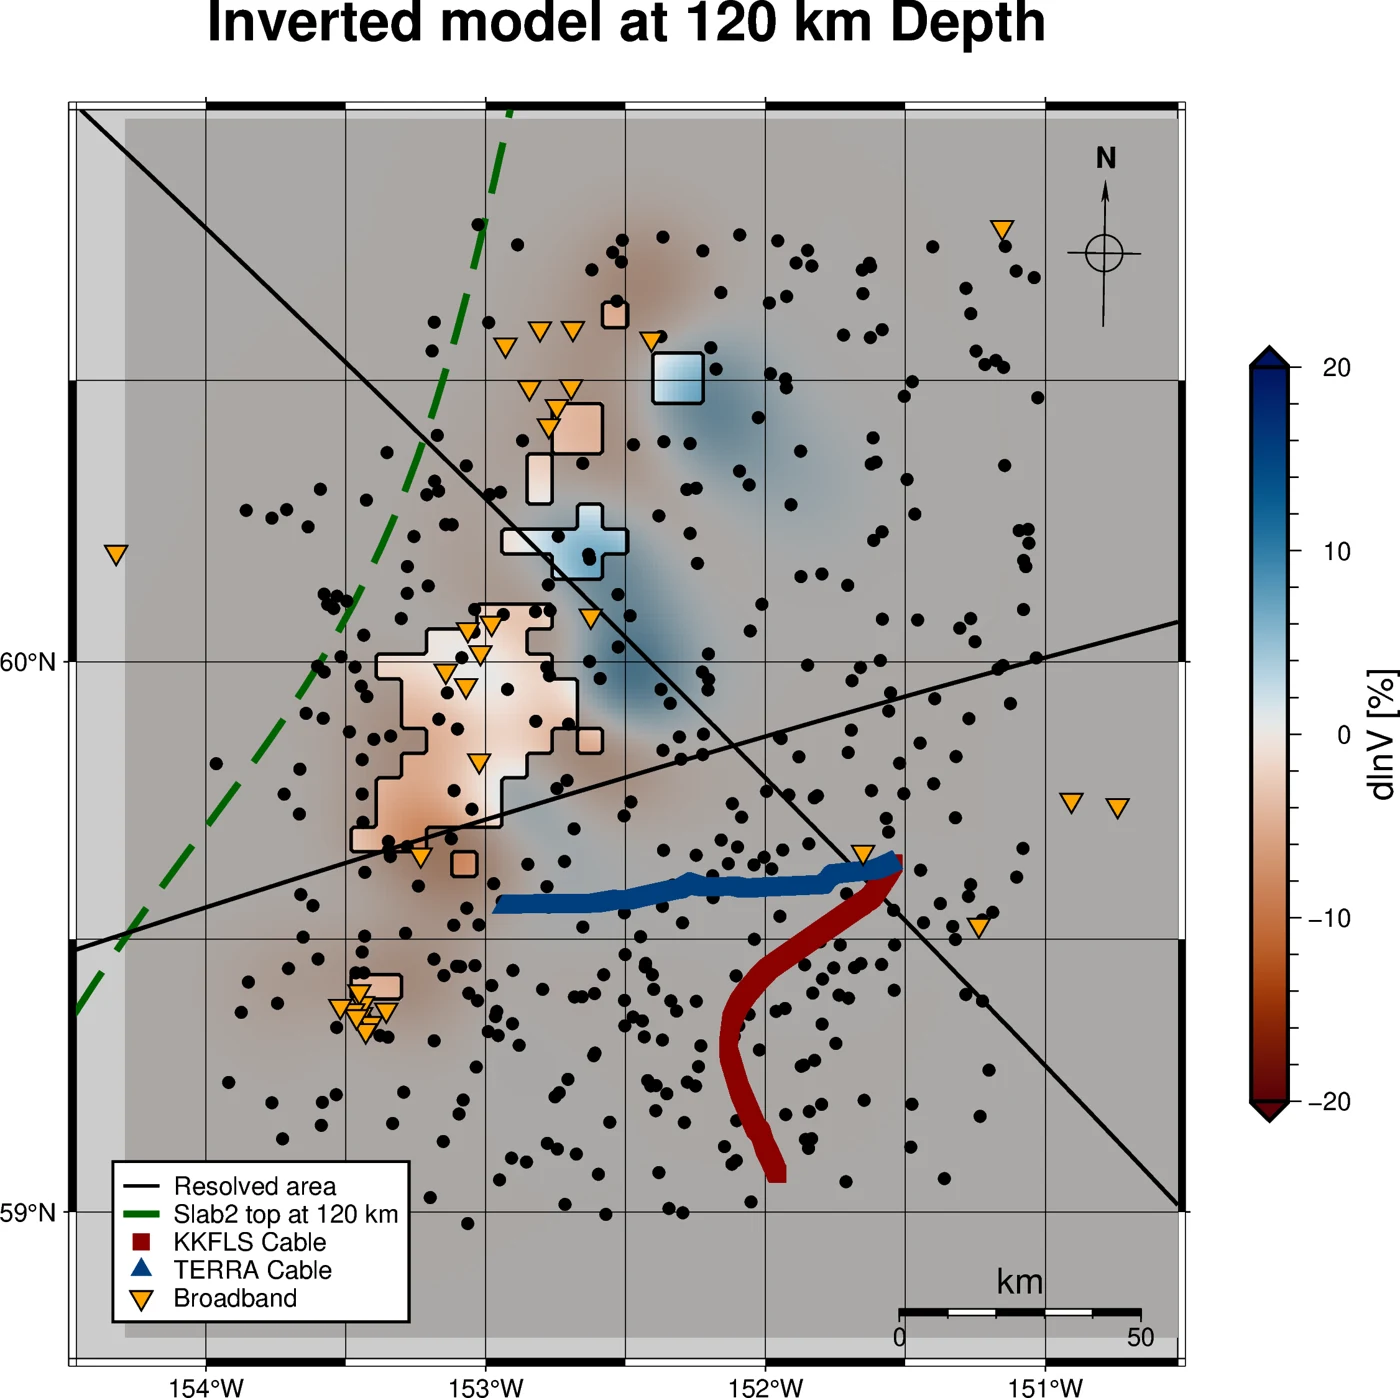 Inverted model at 120 km Depth
N
20
10
0
−10
−20
dlnV [%]
60°N
59°N
Resolved area
Slab2 top at 120 km
KKFLS Cable
TERRA Cable
Broadband
km
0 50
154°W 153°W 152°W 151°W